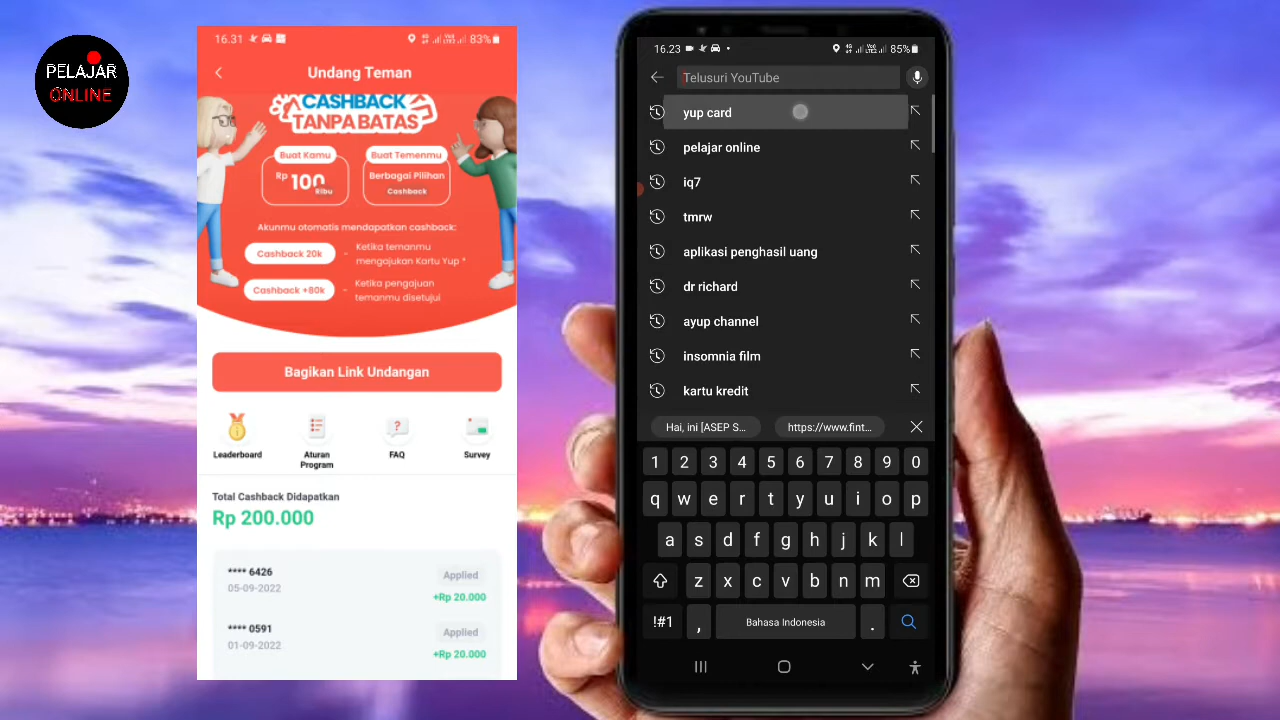 PELAJAR
ONLINE
16.31
83%
Undang Teman
CASHBACK
TANPA BATAS
Buat Kamu
Buat Temenmu
Rp 100 Ribu
Berbagai Pilihan
Cashback
Akunmu otomatis mendapatkan cashback:
Cashback 20k - Ketika temanmu
mengajukan Kartu Yup *
Cashback +80k - Ketika pengajuan
temanmu disetujui
Bagikan Link Undangan
Leaderboard
Aturan
Program
FAQ
Survey
Total Cashback Didapatkan
Rp 200.000
**** 6426
Applied
05-09-2022
+Rp 20.000
**** 0591
Applied
01-09-2022
+Rp 20.000
16.23
85%
Telusuri YouTube
yup card
pelajar online
iq7
tmrw
aplikasi penghasil uang
dr richard
ayup channel
insomnia film
kartu kredit
Hai, ini [ASEP S...
https://www.fint...
1 2 3 4 5 6 7 8 9 0
q w e r t y u i o p
a s d f g h j k l
z x c v b n m
!#1 , Bahasa Indonesia .